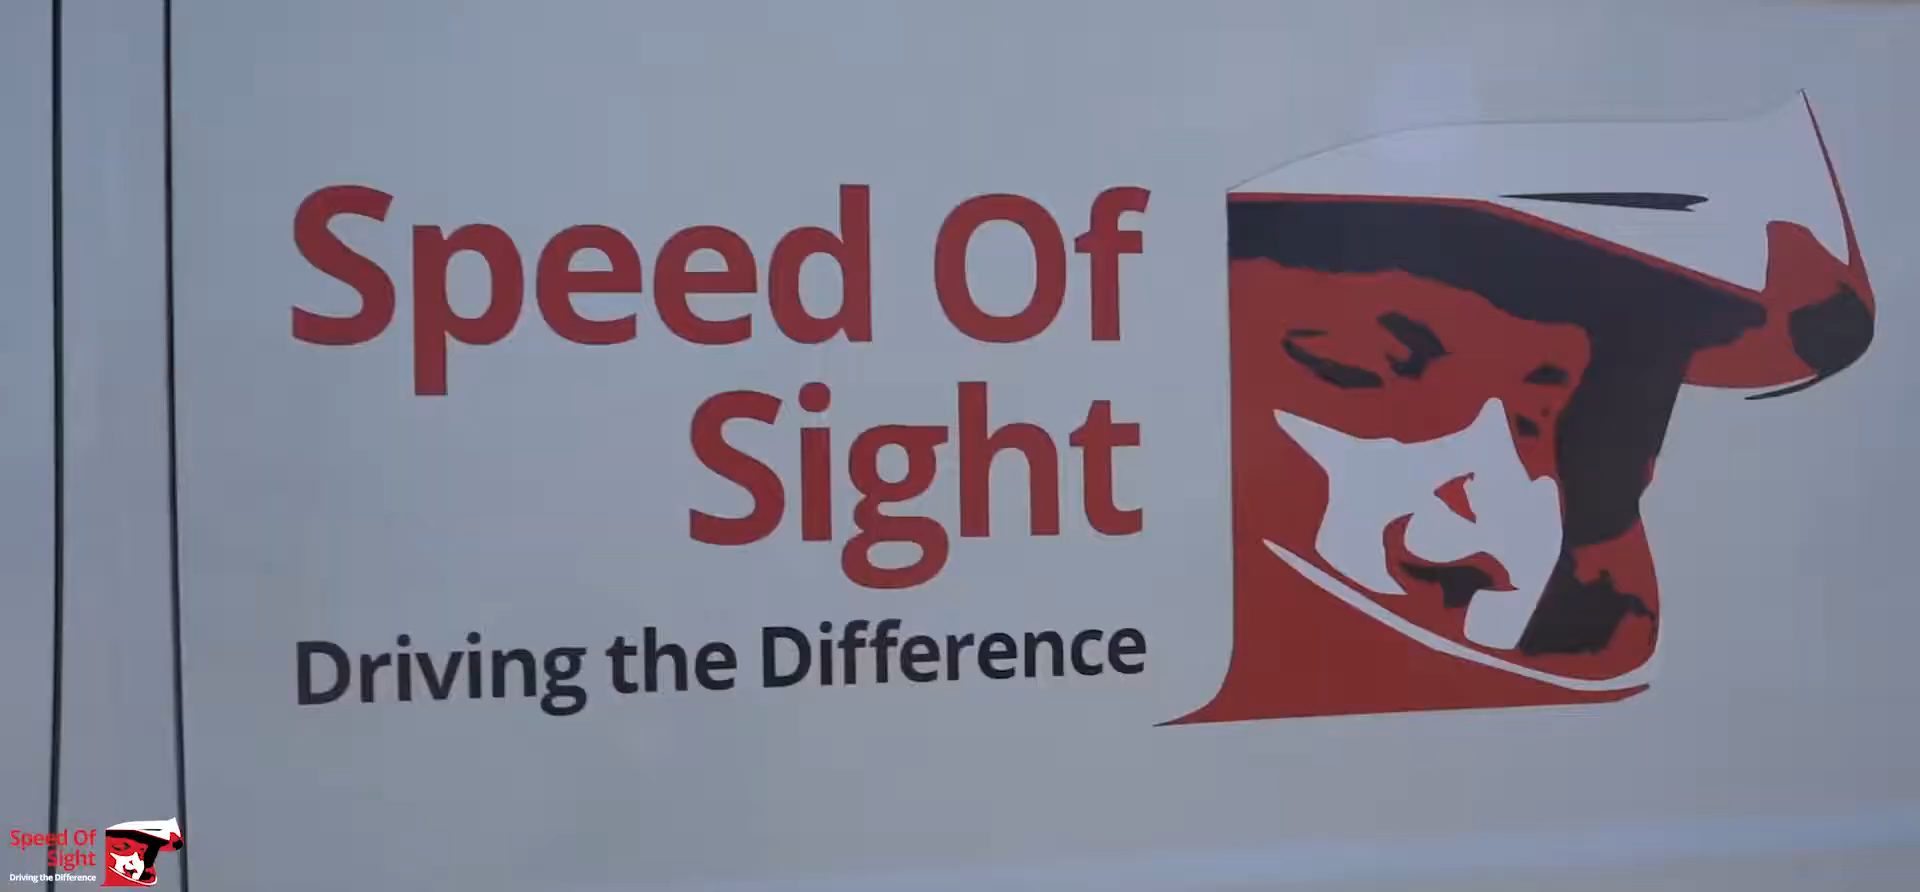 Speed Of
Sight
Driving the Difference
Speed Of
Sight
Driving the Difference